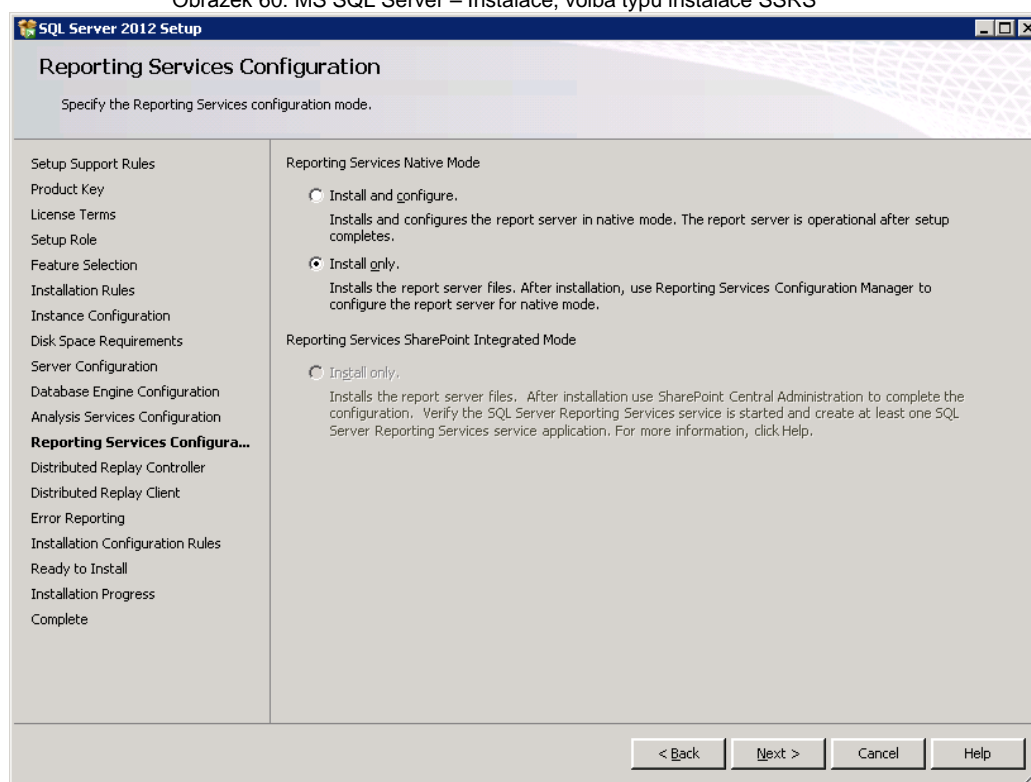 Obrázek 60: MS SQL Server – Instalace, volba typu instalace SSRS
SQL Server 2012 Setup
Reporting Services Configuration
Specify the Reporting Services configuration mode.
Setup Support Rules
Product Key
License Terms
Setup Role
Feature Selection
Installation Rules
Instance Configuration
Disk Space Requirements
Server Configuration
Database Engine Configuration
Analysis Services Configuration
Reporting Services Configura...
Distributed Replay Controller
Distributed Replay Client
Error Reporting
Installation Configuration Rules
Ready to Install
Installation Progress
Complete
Reporting Services Native Mode
Install and configure.
Installs and configures the report server in native mode. The report server is operational after setup
completes.
Install only.
Installs the report server files. After installation, use Reporting Services Configuration Manager to
configure the report server for native mode.
Reporting Services SharePoint Integrated Mode
Install only.
Installs the report server files. After installation use SharePoint Central Administration to complete the
configuration. Verify the SQL Server Reporting Services service is started and create at least one SQL
Server Reporting Services service application. For more information, click Help.
< Back
Next >
Cancel
Help